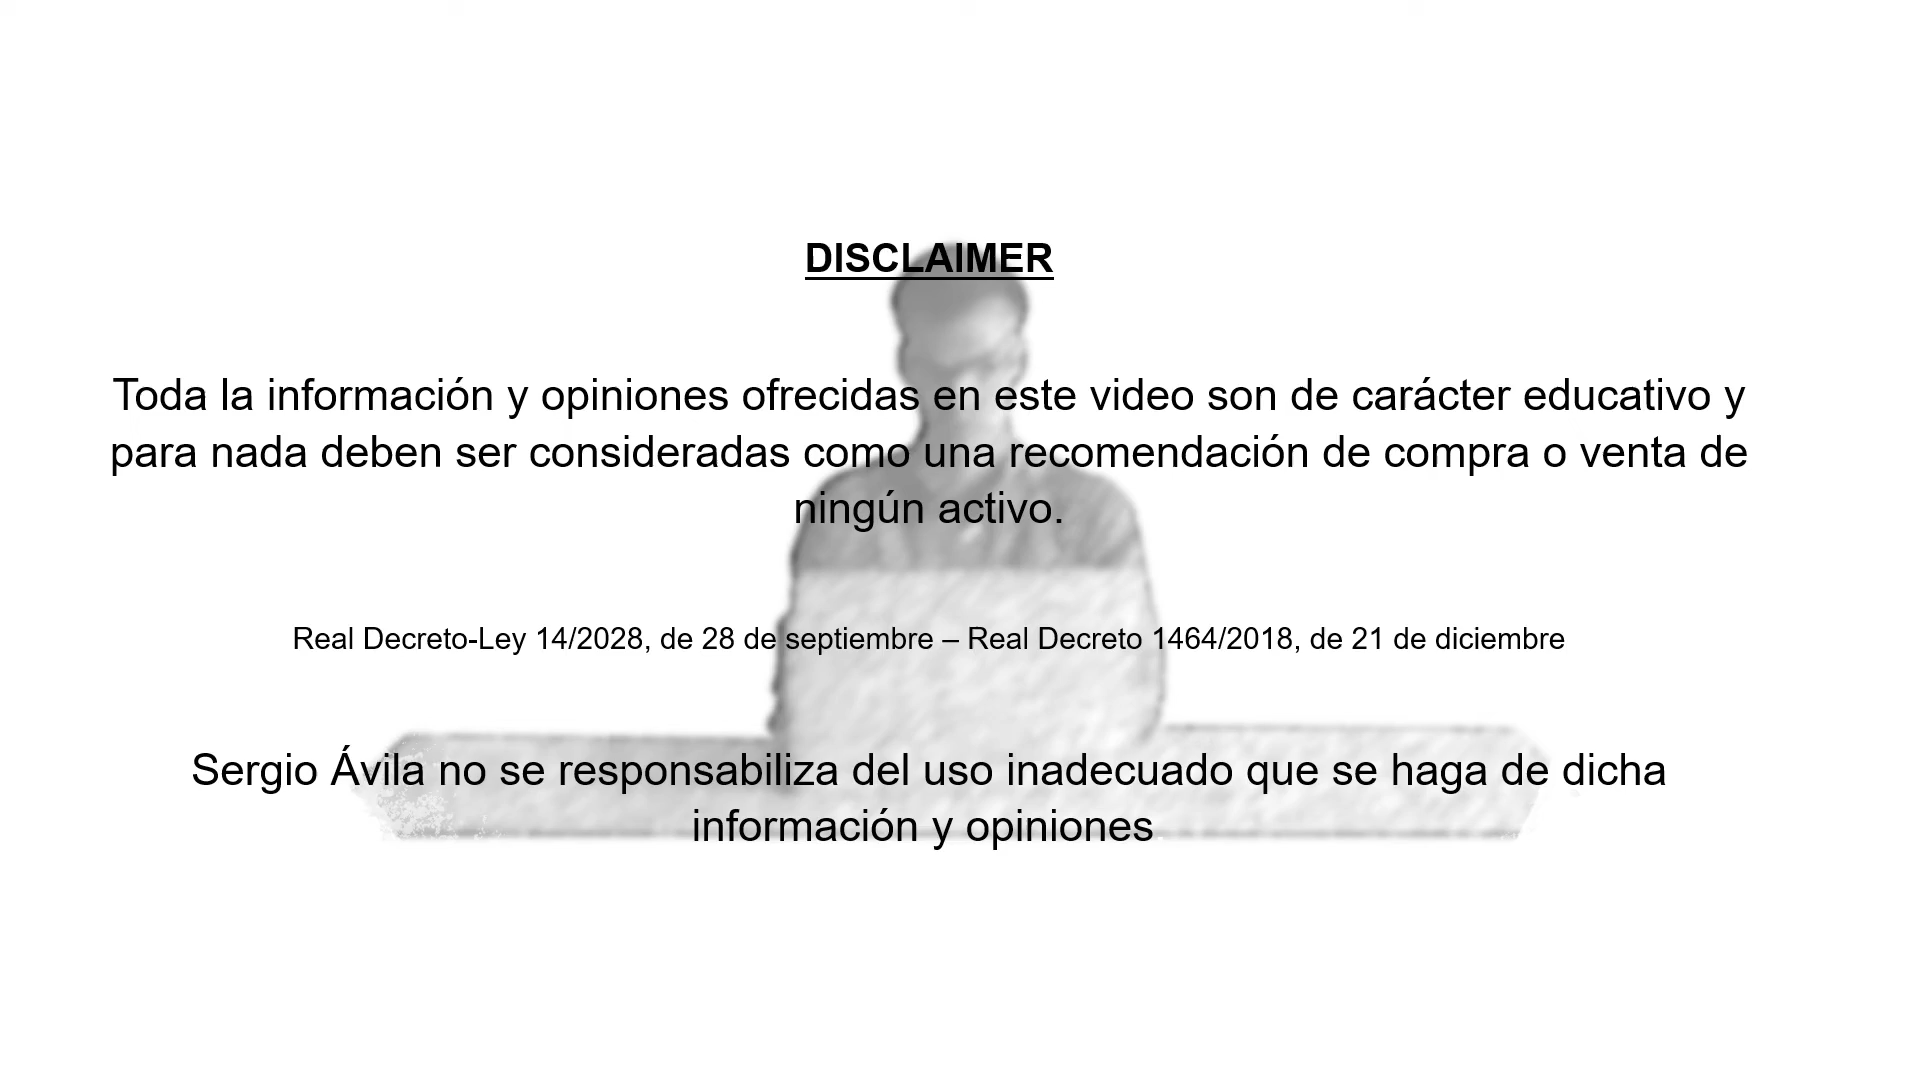 DISCLAIMER
Toda la información y opiniones ofrecidas en este video son de carácter educativo y
para nada deben ser consideradas como una recomendación de compra o venta de
ningún activo.
Real Decreto-Ley 14/2028, de 28 de septiembre – Real Decreto 1464/2018, de 21 de diciembre
Sergio Ávila no se responsabiliza del uso inadecuado que se haga de dicha
información y opiniones